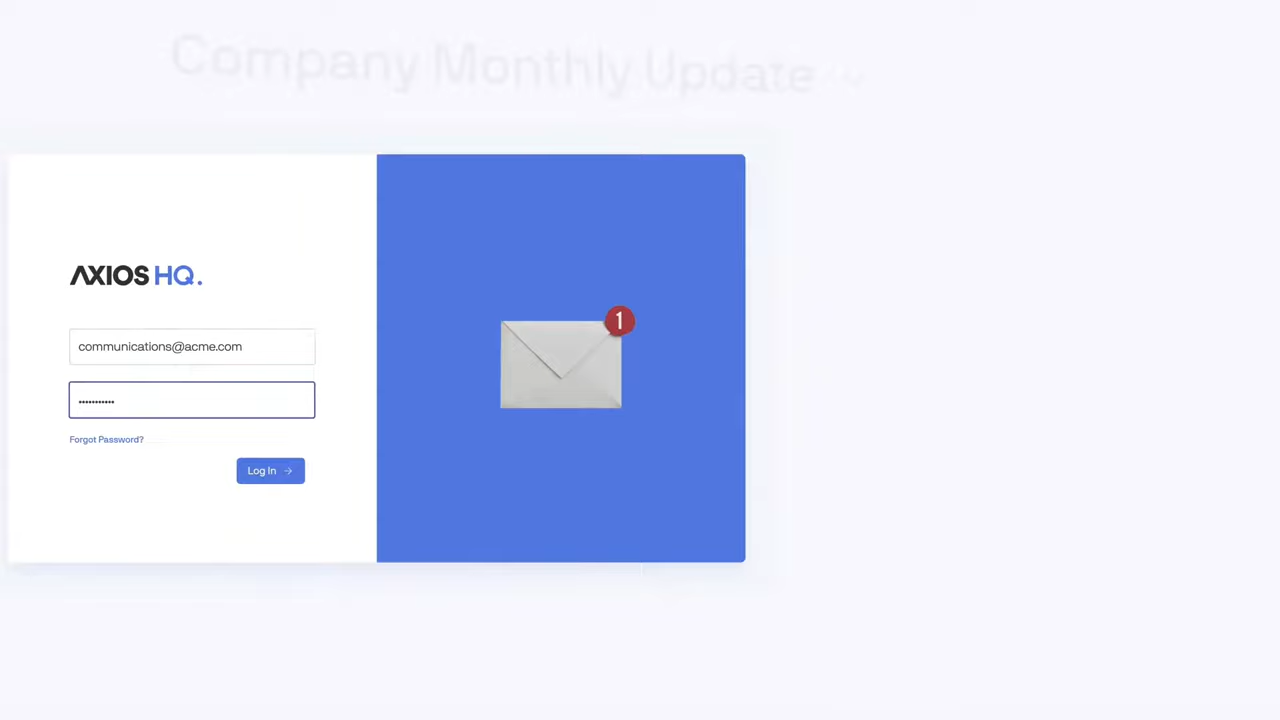 Company Monthly Update
AXIOS HQ.
1
communications@acme.com
•••••••••••
Forgot Password?
Log In →